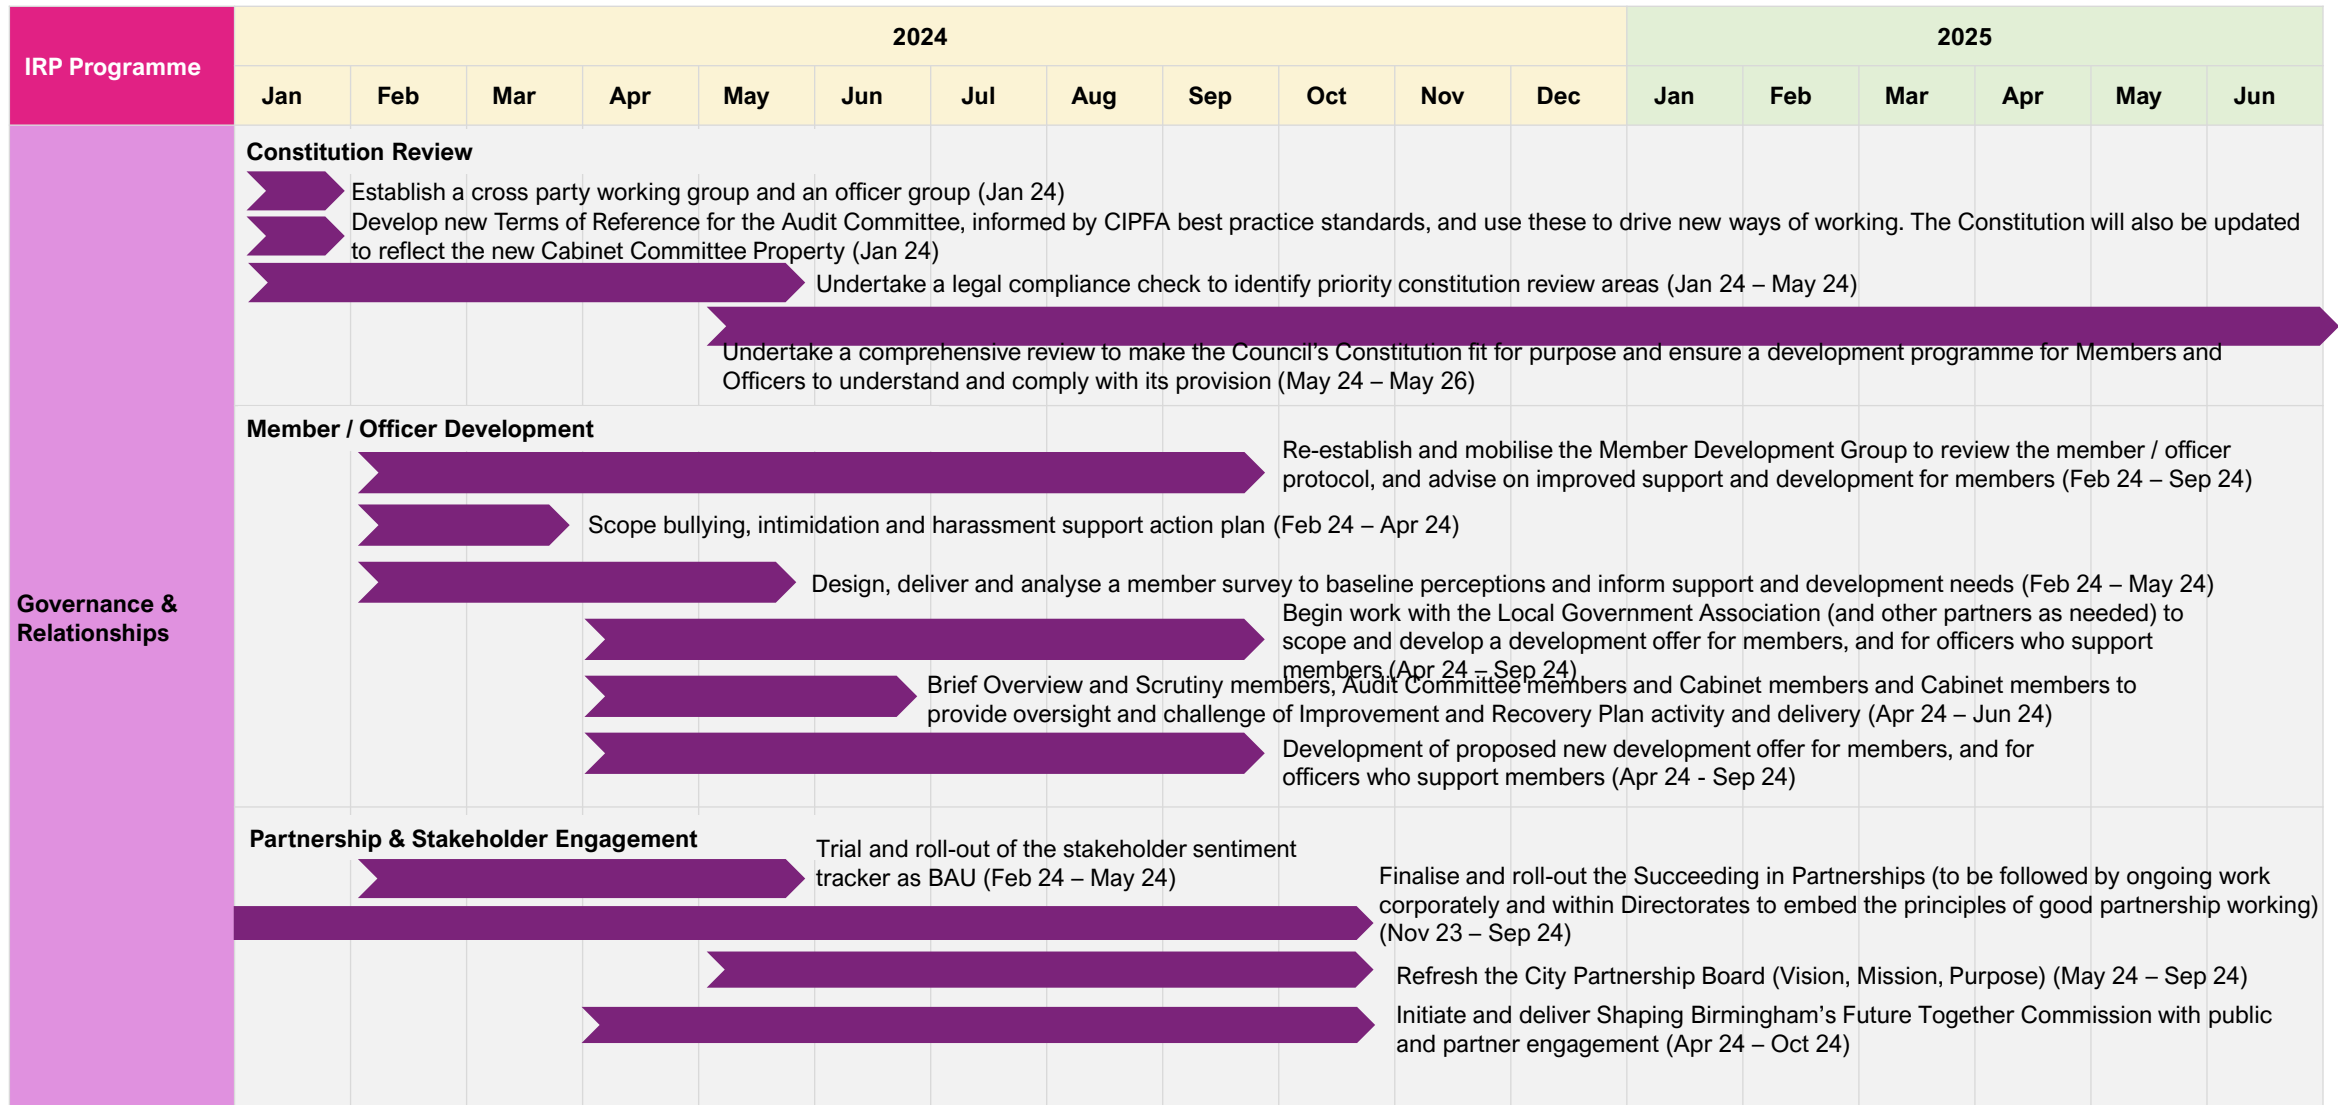 IRP Programme
2024
2025
Jan Feb Mar Apr May Jun Jul Aug Sep Oct Nov Dec Jan Feb Mar Apr May Jun
Governance &
Relationships
Constitution Review
Establish a cross party working group and an officer group (Jan 24)
Develop new Terms of Reference for the Audit Committee, informed by CIPFA best practice standards, and use these to drive new ways of working. The Constitution will also be updated
to reflect the new Cabinet Committee Property (Jan 24)
Undertake a legal compliance check to identify priority constitution review areas (Jan 24 – May 24)
Undertake a comprehensive review to make the Council’s Constitution fit for purpose and ensure a development programme for Members and
Officers to understand and comply with its provision (May 24 – May 26)
Member / Officer Development
Re-establish and mobilise the Member Development Group to review the member / officer
protocol, and advise on improved support and development for members (Feb 24 – Sep 24)
Scope bullying, intimidation and harassment support action plan (Feb 24 – Apr 24)
Design, deliver and analyse a member survey to baseline perceptions and inform support and development needs (Feb 24 – May 24)
Begin work with the Local Government Association (and other partners as needed) to
scope and develop a development offer for members, and for officers who support
members (Apr 24 – Sep 24)
Brief Overview and Scrutiny members, Audit Committee members and Cabinet members and Cabinet members to
provide oversight and challenge of Improvement and Recovery Plan activity and delivery (Apr 24 – Jun 24)
Development of proposed new development offer for members, and for
officers who support members (Apr 24 - Sep 24)
Partnership & Stakeholder Engagement
Trial and roll-out of the stakeholder sentiment
tracker as BAU (Feb 24 – May 24)
Finalise and roll-out the Succeeding in Partnerships (to be followed by ongoing work
corporately and within Directorates to embed the principles of good partnership working)
(Nov 23 – Sep 24)
Refresh the City Partnership Board (Vision, Mission, Purpose) (May 24 – Sep 24)
Initiate and deliver Shaping Birmingham’s Future Together Commission with public
and partner engagement (Apr 24 – Oct 24)